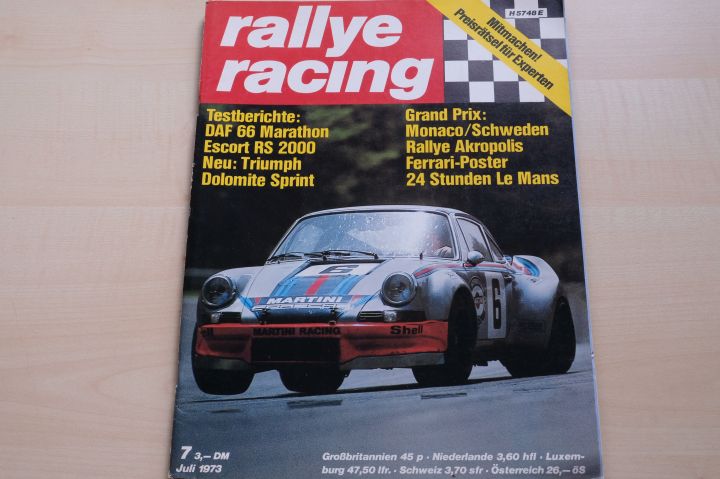 rallye
racing
H 5748 E
Mitmachen!
Preisrätsel für Experten
Testberichte:
DAF 66 Marathon
Escort RS 2000
Neu: Triumph
Dolomite Sprint
Grand Prix:
Monaco/Schweden
Rallye Akropolis
Ferrari-Poster
24 Stunden Le Mans
6
MARTINI
PORSCHE
6
MARTINI RACING
Shell
7 3,— DM
Juli 1973
Großbritannien 45 p · Niederlande 3,60 hfl · Luxem-
burg 47,50 lfr. · Schweiz 3,70 sfr · Österreich 26,— öS